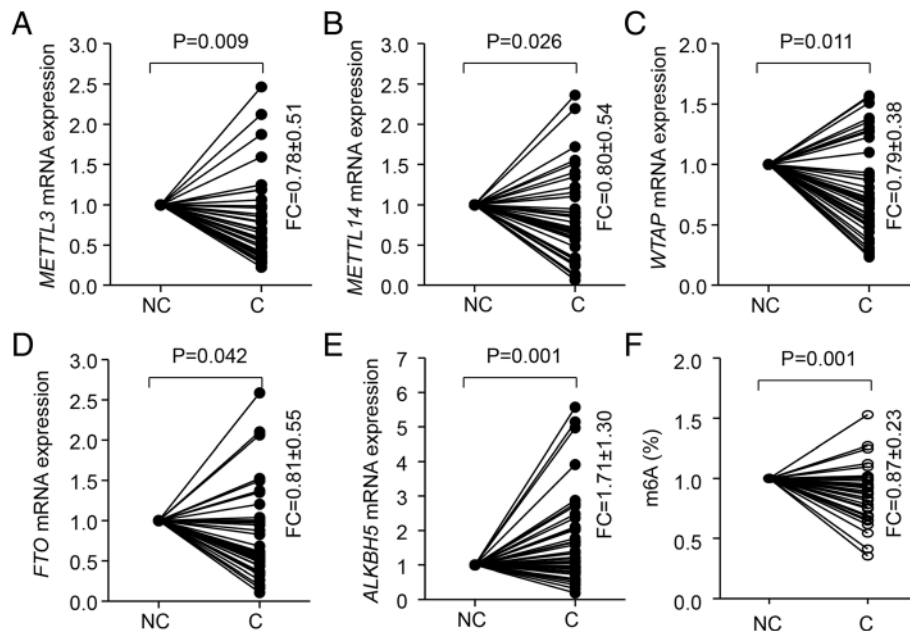 A
P=0.009
METTL3 mRNA expression
3.0
2.5
2.0
1.5
1.0
0.5
0.0
NC
C
FC=0.78±0.51
B
P=0.026
METTL14 mRNA expression
3.0
2.5
2.0
1.5
1.0
0.5
0.0
NC
C
FC=0.80±0.54
C
P=0.011
WTAP mRNA expression
2.0
1.5
1.0
0.5
0.0
NC
C
FC=0.79±0.38
D
P=0.042
FTO mRNA expression
3.0
2.5
2.0
1.5
1.0
0.5
0.0
NC
C
FC=0.81±0.55
E
P=0.001
ALKBH5 mRNA expression
7
6
5
4
3
2
1
0
NC
C
FC=1.71±1.30
F
P=0.001
m6A (%)
2.0
1.5
1.0
0.5
0.0
NC
C
FC=0.87±0.23